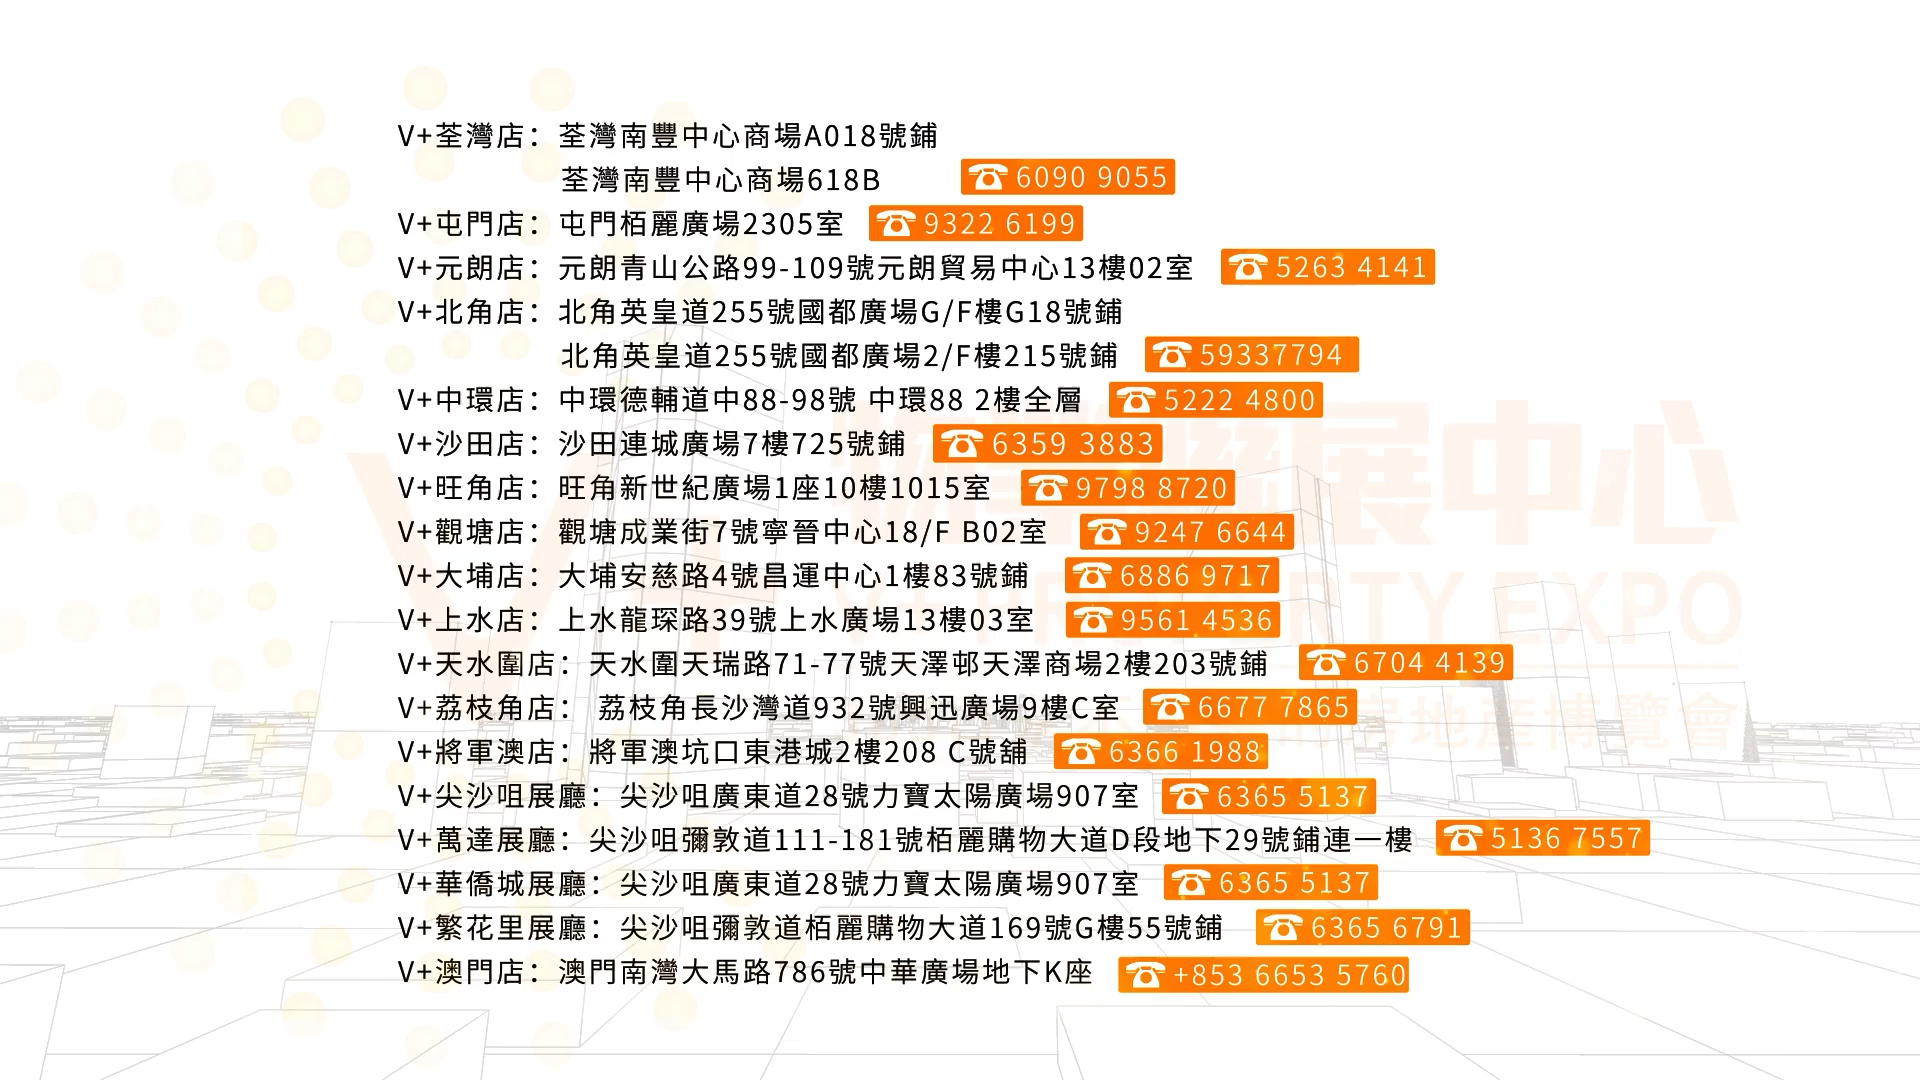 V+荃灣店：荃灣南豐中心商場A018號鋪
荃灣南豐中心商場618B ☎ 6090 9055
V+屯門店：屯門栢麗廣場2305室 ☎ 9322 6199
V+元朗店：元朗青山公路99-109號元朗貿易中心13樓02室 ☎ 5263 4141
V+北角店：北角英皇道255號國都廣場G/F樓G18號鋪
北角英皇道255號國都廣場2/F樓215號鋪 ☎ 59337794
V+中環店：中環德輔道中88-98號 中環88 2樓全層 ☎ 5222 4800
V+沙田店：沙田連城廣場7樓725號鋪 ☎ 6359 3883
V+旺角店：旺角新世紀廣場1座10樓1015室 ☎ 9798 8720
V+觀塘店：觀塘成業街7號寧晉中心18/F B02室 ☎ 9247 6644
V+大埔店：大埔安慈路4號昌運中心1樓83號鋪 ☎ 6886 9717
V+上水店：上水龍琛路39號上水廣場13樓03室 ☎ 9561 4536
V+天水圍店：天水圍天瑞路71-77號天澤邨天澤商場2樓203號鋪 ☎ 6704 4139
V+荔枝角店： 荔枝角長沙灣道932號興迅廣場9樓C室 ☎ 6677 7865
V+將軍澳店：將軍澳坑口東港城2樓208 C號舖 ☎ 6366 1988
V+尖沙咀展廳：尖沙咀廣東道28號力寶太陽廣場907室 ☎ 6365 5137
V+萬達展廳：尖沙咀彌敦道111-181號栢麗購物大道D段地下29號鋪連一樓 ☎ 5136 7557
V+華僑城展廳：尖沙咀廣東道28號力寶太陽廣場907室 ☎ 6365 5137
V+繁花里展廳：尖沙咀彌敦道栢麗購物大道169號G樓55號鋪 ☎ 6365 6791
V+澳門店：澳門南灣大馬路786號中華廣場地下K座 ☎ +853 6653 5760
展中心
EXPO
房地產博覽會